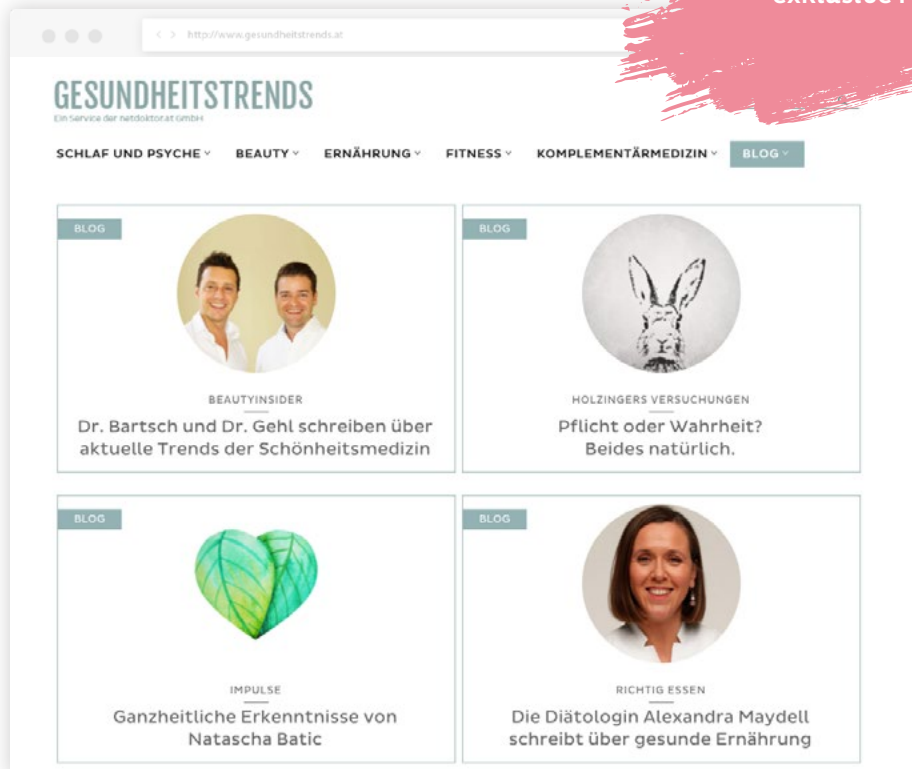 http://www.gesundheitstrends.at
GESUNDHEITSTRENDS
Ein Service der netdoktor.at GmbH
SCHLAF UND PSYCHE BEAUTY ERNÄHRUNG FITNESS KOMPLEMENTÄRMEDIZIN BLOG
BLOG
BEAUTYINSIDER
Dr. Bartsch und Dr. Gehl schreiben über
aktuelle Trends der Schönheitsmedizin
BLOG
HOLZINGERS VERSUCHUNGEN
Pflicht oder Wahrheit?
Beides natürlich.
BLOG
IMPULSE
Ganzheitliche Erkenntnisse von
Natascha Batic
BLOG
RICHTIG ESSEN
Die Diätologin Alexandra Maydell
schreibt über gesunde Ernährung